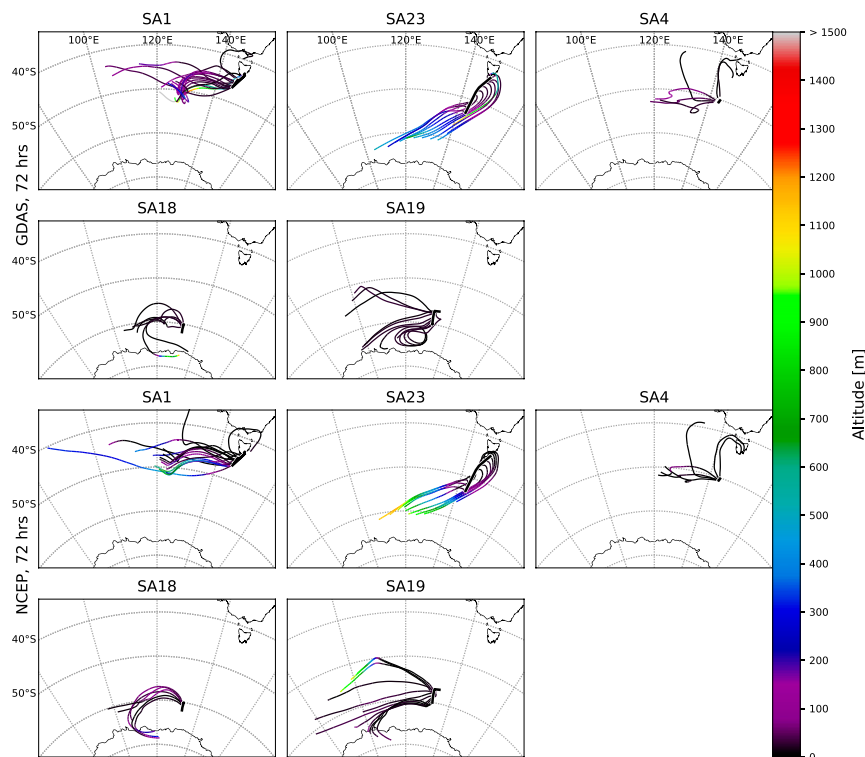 SA1
SA23
SA4
100°E
120°E
140°E
100°E
120°E
140°E
100°E
120°E
140°E
40°S
50°S
GDAS, 72 hrs
SA18
SA19
50°S
SA1
SA23
SA4
40°S
50°S
NCEP, 72 hrs
SA18
SA19
40°S
50°S
> 1500
1400
1300
1200
1100
1000
900
800
700
600
500
400
300
200
100
0
Altitude [m]